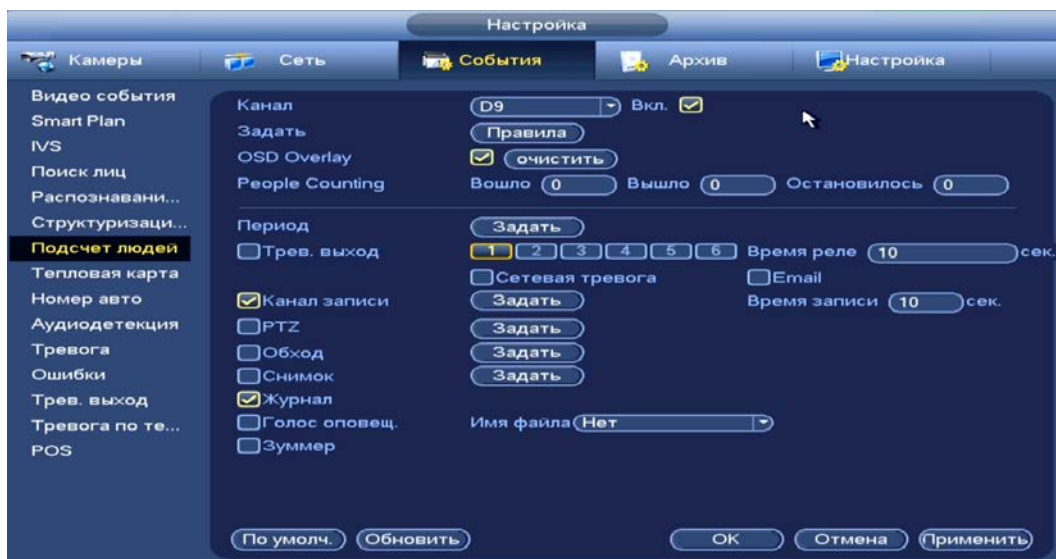 Настройка
Камеры Сеть События Архив Настройка
Видео события
Smart Plan
IVS
Поиск лиц
Распознавани...
Структуризаци...
Подсчет людей
Тепловая карта
Номер авто
Аудиодетекция
Тревога
Ошибки
Трев. выход
Тревога по те...
POS
Канал D9 Вкл.
Задать Правила
OSD Overlay очистить
People Counting Вошло 0 Вышло 0 Остановилось 0
Период Задать
Трев. выход 1 2 3 4 5 6 Время реле 10 сек.
Сетевая тревога Email
Канал записи Задать Время записи 10 сек.
PTZ Задать
Обход Задать
Снимок Задать
Журнал
Голос оповещ. Имя файла Нет
Зуммер
По умолч. Обновить OK Отмена Применить